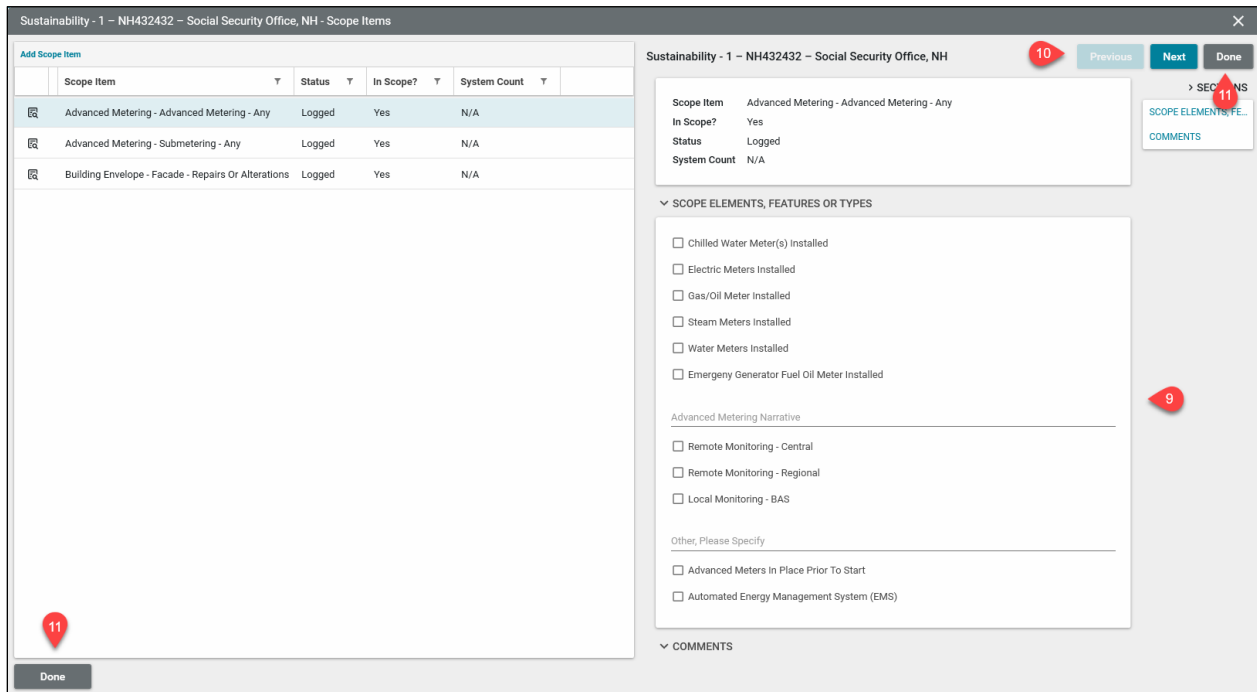 Sustainability - 1 – NH432432 – Social Security Office, NH - Scope Items
Add Scope Item
Scope Item Status In Scope? System Count
Advanced Metering - Advanced Metering - Any Logged Yes N/A
Advanced Metering - Submetering - Any Logged Yes N/A
Building Envelope - Facade - Repairs Or Alterations Logged Yes N/A
11
Done
Sustainability - 1 – NH432432 – Social Security Office, NH
10
Previous Next Done
11
Scope Item Advanced Metering - Advanced Metering - Any
In Scope? Yes
Status Logged
System Count N/A
SCOPE ELEMENTS, FE...
COMMENTS
SCOPE ELEMENTS, FEATURES OR TYPES
Chilled Water Meter(s) Installed
Electric Meters Installed
Gas/Oil Meter Installed
Steam Meters Installed
Water Meters Installed
Emergeny Generator Fuel Oil Meter Installed
9
Advanced Metering Narrative
Remote Monitoring - Central
Remote Monitoring - Regional
Local Monitoring - BAS
Other, Please Specify
Advanced Meters In Place Prior To Start
Automated Energy Management System (EMS)
COMMENTS